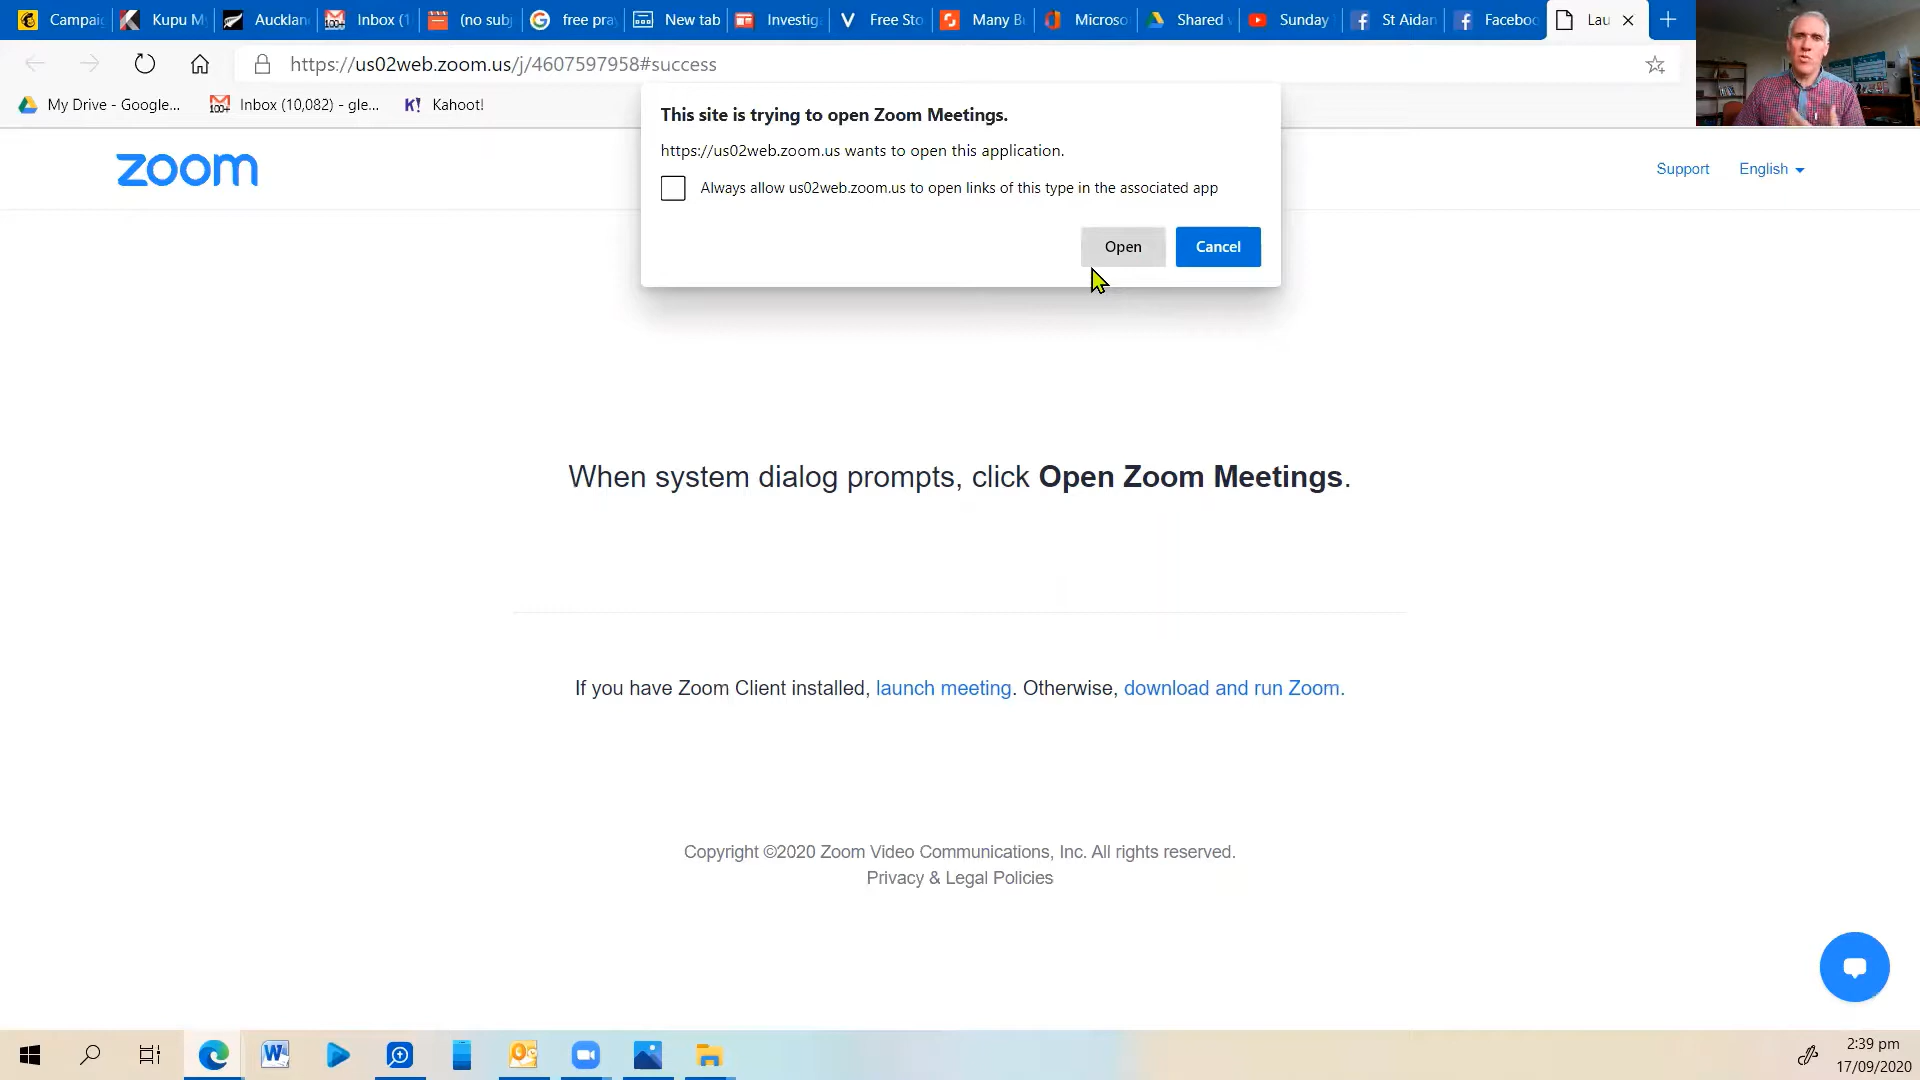 Campai
Kupu M
Aucklan
Inbox (1
(no subj
free pra
New tab
Investig
Free Sto
Many B
Microso
Shared
Sunday
St Aidan
Faceboo
Lau
https://us02web.zoom.us/j/4607597958#success
My Drive - Google...
100+
Inbox (10,082) - gle...
K!
Kahoot!
This site is trying to open Zoom Meetings.
https://us02web.zoom.us wants to open this application.
Always allow us02web.zoom.us to open links of this type in the associated app
Open
Cancel
zoom
Support
English
When system dialog prompts, click Open Zoom Meetings.
If you have Zoom Client installed, launch meeting. Otherwise, download and run Zoom.
Copyright ©2020 Zoom Video Communications, Inc. All rights reserved.
Privacy & Legal Policies
2:39 pm
17/09/2020